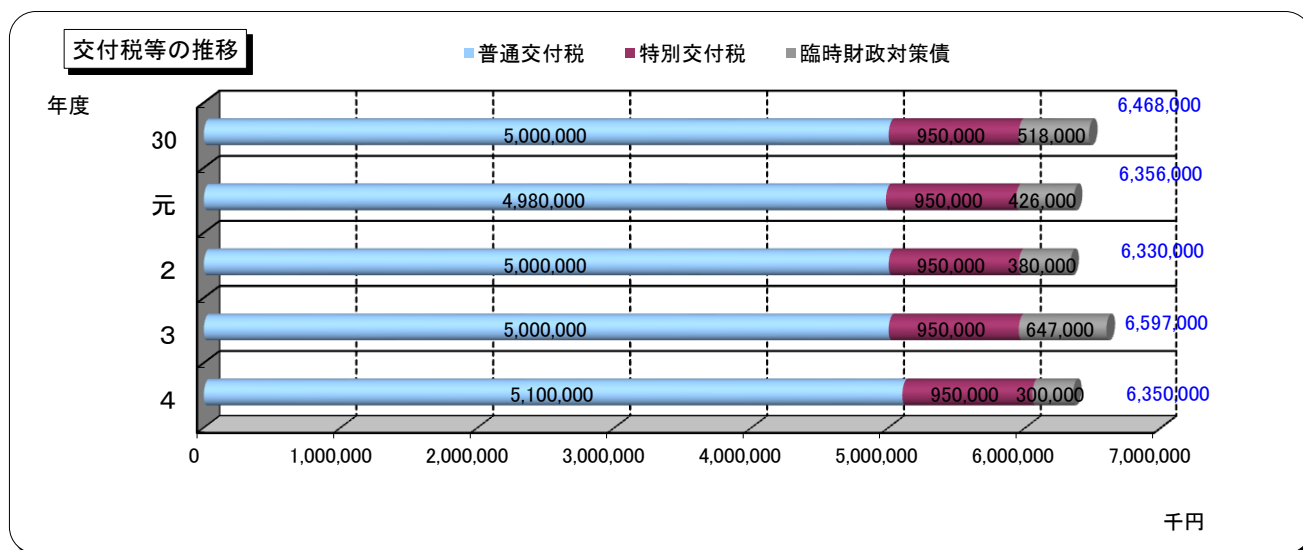 交付税等の推移
普通交付税 特別交付税 臨時財政対策債
年度
30 5,000,000 950,000 518,000 6,468,000
元 4,980,000 950,000 426,000 6,356,000
2 5,000,000 950,000 380,000 6,330,000
3 5,000,000 950,000 647,000 6,597,000
4 5,100,000 950,000 300,000 6,350,000
0 1,000,000 2,000,000 3,000,000 4,000,000 5,000,000 6,000,000 7,000,000
千円